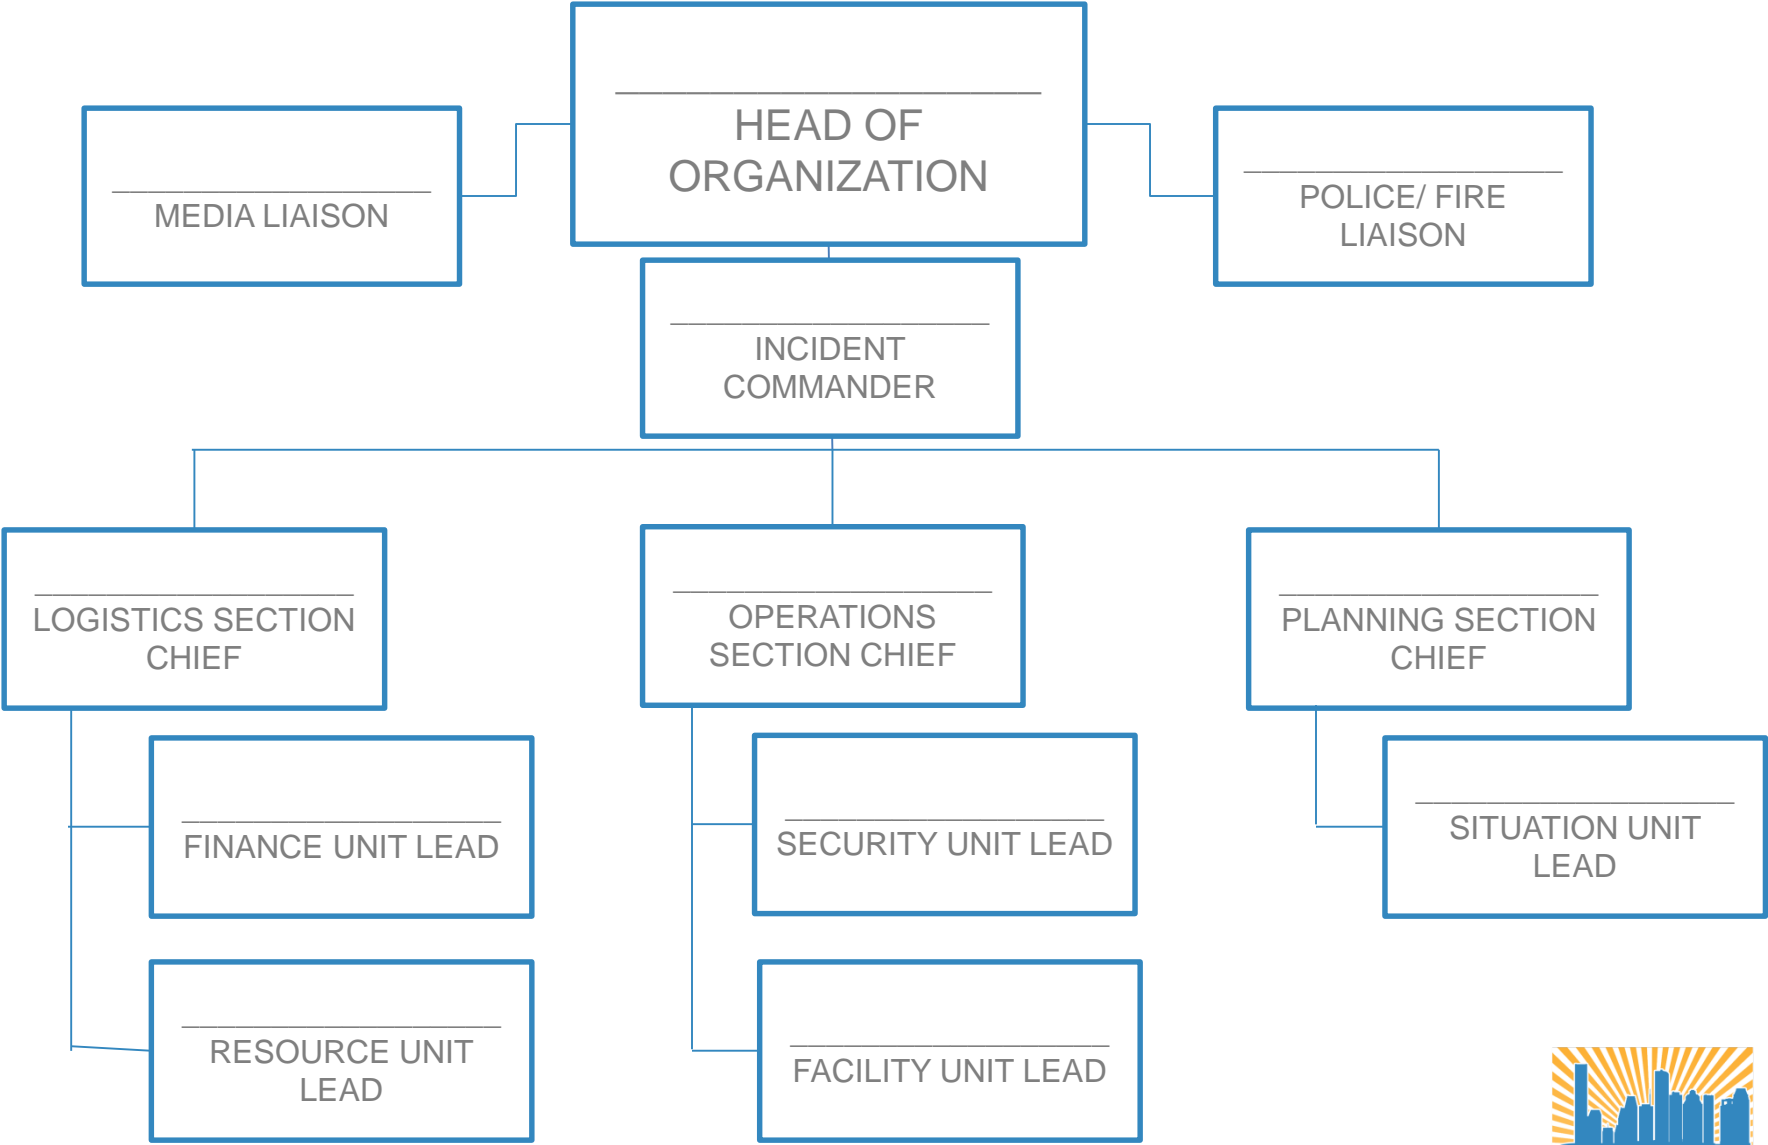 HEAD OF
ORGANIZATION
MEDIA LIAISON
POLICE/ FIRE
LIAISON
INCIDENT
COMMANDER
LOGISTICS SECTION
CHIEF
OPERATIONS
SECTION CHIEF
PLANNING SECTION
CHIEF
FINANCE UNIT LEAD
SECURITY UNIT LEAD
SITUATION UNIT
LEAD
RESOURCE UNIT
LEAD
FACILITY UNIT LEAD